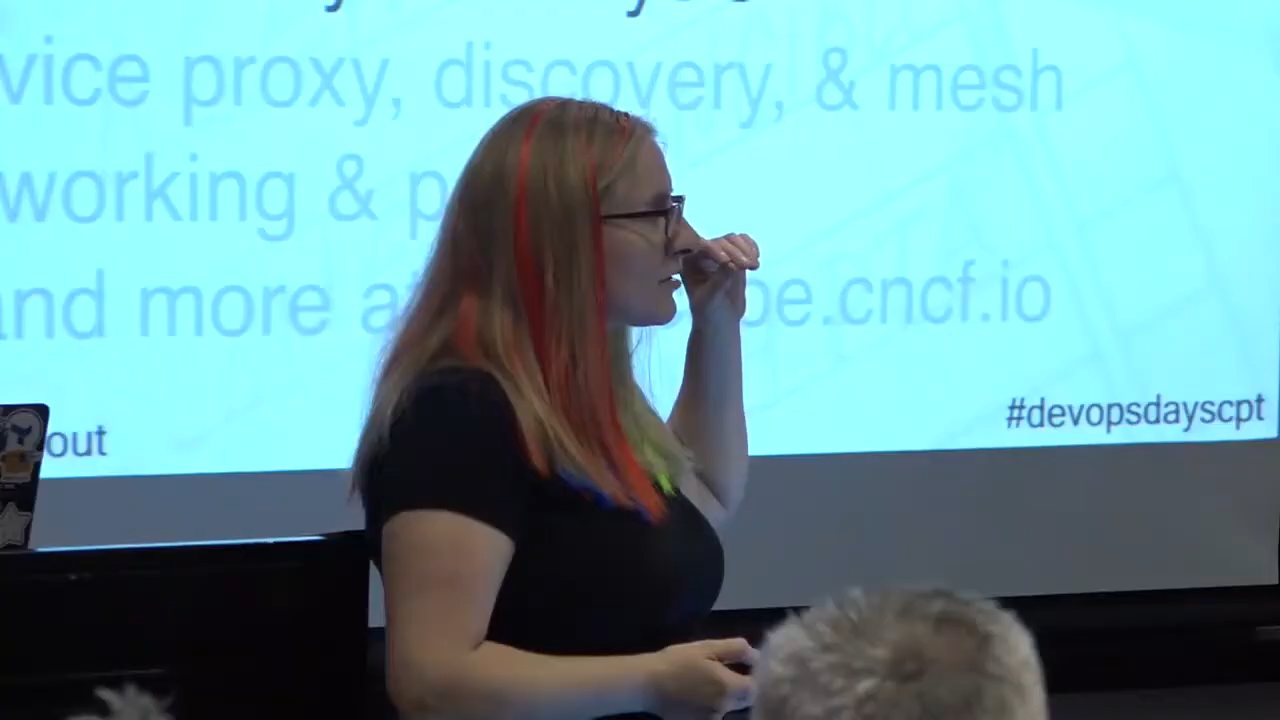 vice proxy, discovery, & mesh
working & p
and more at be.cncf.io
out
#devopsdayscpt